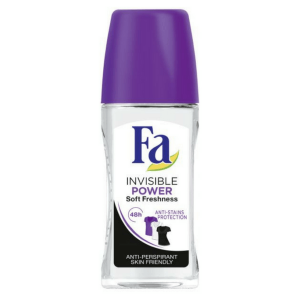 Fa
INVISIBLE
POWER
Soft Freshness
48h
ANTI-STAINS
PROTECTION
ANTI-PERSPIRANT
SKIN FRIENDLY